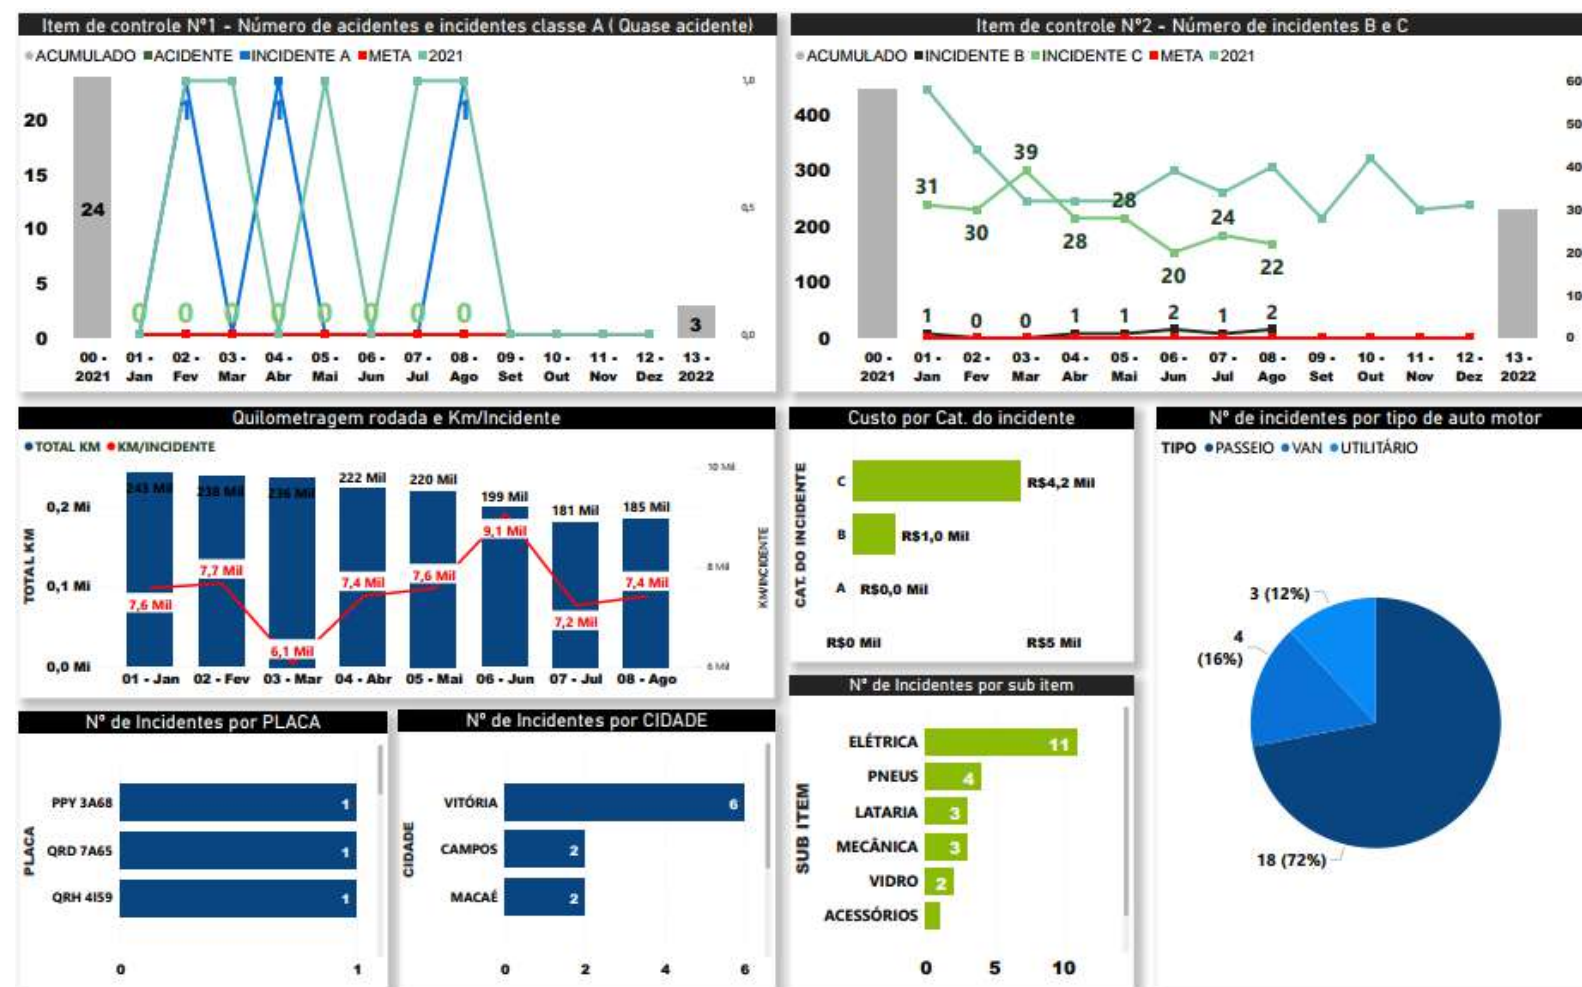 Item de controle Nº1 - Número de acidentes e incidentes classe A ( Quase acidente)
ACUMULADO ACIDENTE INCIDENTE A META 2021
1,0
0,5
0,0
20
15
10
5
0
24
1 1 1
0 0 0 0 0 0 0 0
3
00 - 01 - 02 - 03 - 04 - 05 - 06 - 07 - 08 - 09 - 10 - 11 - 12 - 13 -
2021 Jan Fev Mar Abr Mai Jun Jul Ago Set Out Nov Dez 2022
Item de controle Nº2 - Número de incidentes B e C
ACUMULADO INCIDENTE B INCIDENTE C META 2021
400
300
200
100
0
60
50
40
30
20
10
0
31 30 39 28 28 20 24 22
1 0 0 1 1 2 1 2
00 - 01 - 02 - 03 - 04 - 05 - 06 - 07 - 08 - 09 - 10 - 11 - 12 - 13 -
2021 Jan Fev Mar Abr Mai Jun Jul Ago Set Out Nov Dez 2022
Quilometragem rodada e Km/Incidente
TOTAL KM KM/INCIDENTE
TOTAL KM
0,2 Mi
0,1 Mi
0,0 Mi
243 Mil 238 Mil 236 Mil 222 Mil 220 Mil 199 Mil 181 Mil 185 Mil
7,6 Mil 7,7 Mil 6,1 Mil 7,4 Mil 7,6 Mil 9,1 Mil 7,2 Mil 7,4 Mil
10 Mil
8 Mil
6 Mil
KM/INCIDENTE
01 - Jan 02 - Fev 03 - Mar 04 - Abr 05 - Mai 06 - Jun 07 - Jul 08 - Ago
Custo por Cat. do incidente
CAT. DO INCIDENTE
C R$4,2 Mil
B R$1,0 Mil
A R$0,0 Mil
R$0 Mil R$5 Mil
Nº de incidentes por tipo de auto motor
TIPO PASSEIO VAN UTILITÁRIO
3 (12%)
4
(16%)
18 (72%)
Nº de Incidentes por PLACA
PLACA
PPY 3A68 1
QRD 7A65 1
QRH 4I59 1
0 1
Nº de Incidentes por CIDADE
CIDADE
VITÓRIA 6
CAMPOS 2
MACAÉ 2
0 2 4 6
Nº de Incidentes por sub item
SUB ITEM
ELÉTRICA 11
PNEUS 4
LATARIA 3
MECÂNICA 3
VIDRO 2
ACESSÓRIOS
0 5 10